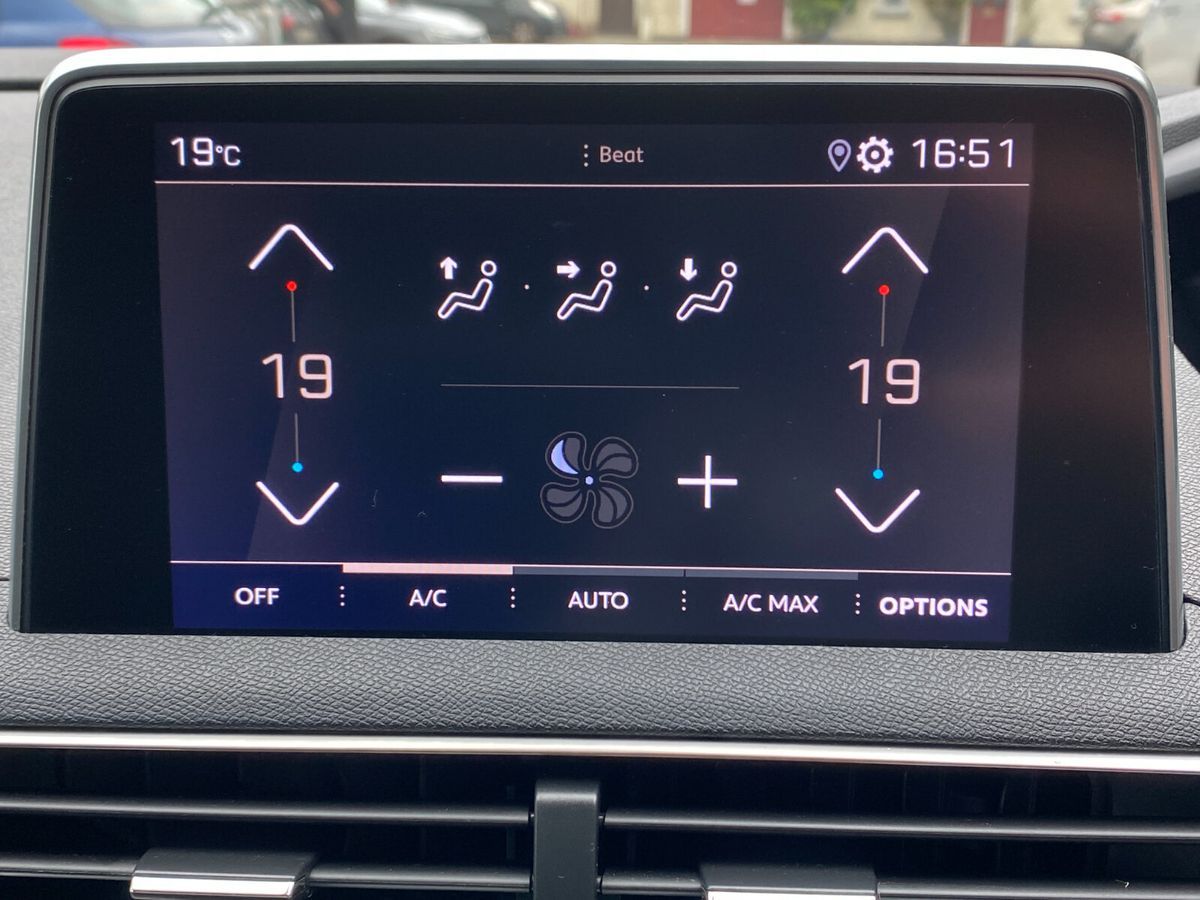 19°C Beat 16:51
19 19
OFF A/C AUTO A/C MAX OPTIONS